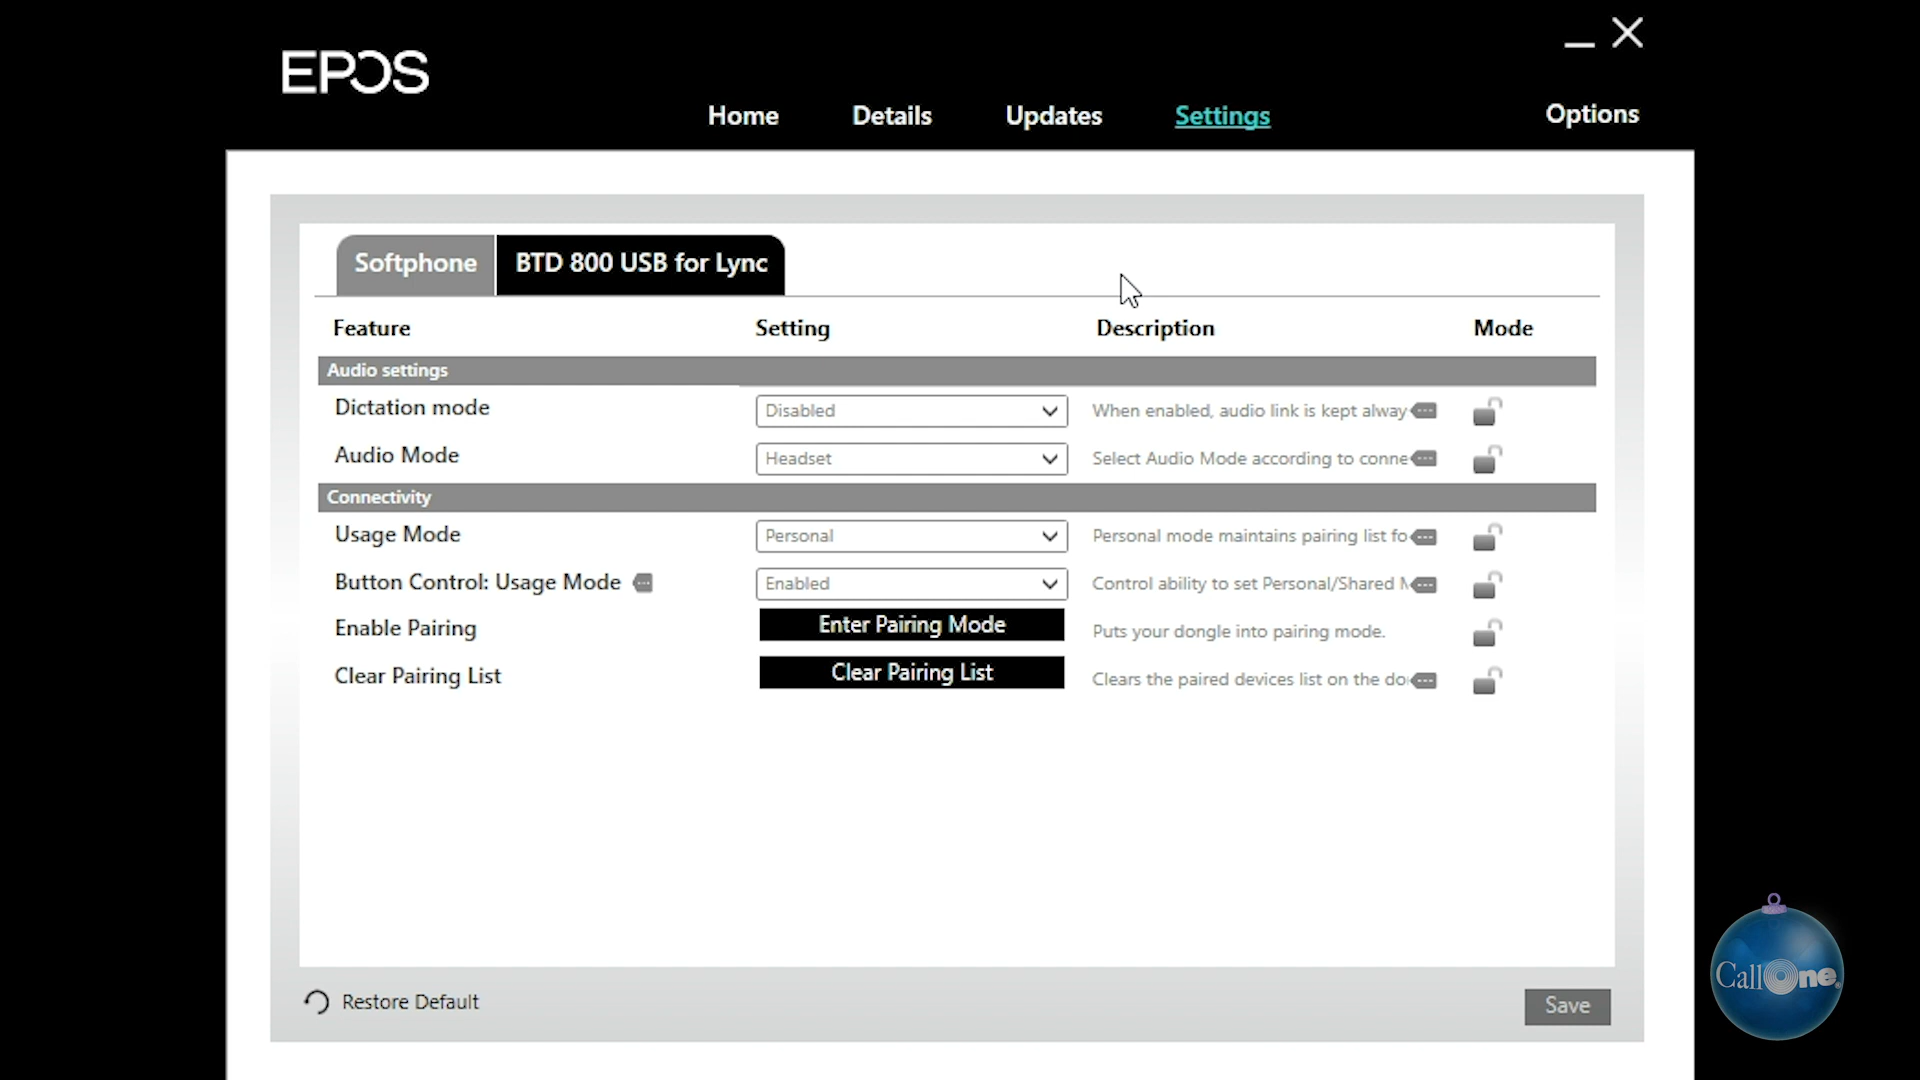 EPOS
Home Details Updates Settings Options
Softphone BTD 800 USB for Lync
Feature Setting Description Mode
Audio settings
Dictation mode Disabled When enabled, audio link is kept alway
Audio Mode Headset Select Audio Mode according to conne
Connectivity
Usage Mode Personal Personal mode maintains pairing list fo
Button Control: Usage Mode Enabled Control ability to set Personal/Shared M
Enable Pairing Enter Pairing Mode Puts your dongle into pairing mode.
Clear Pairing List Clear Pairing List Clears the paired devices list on the do
Restore Default Save
CallOne®